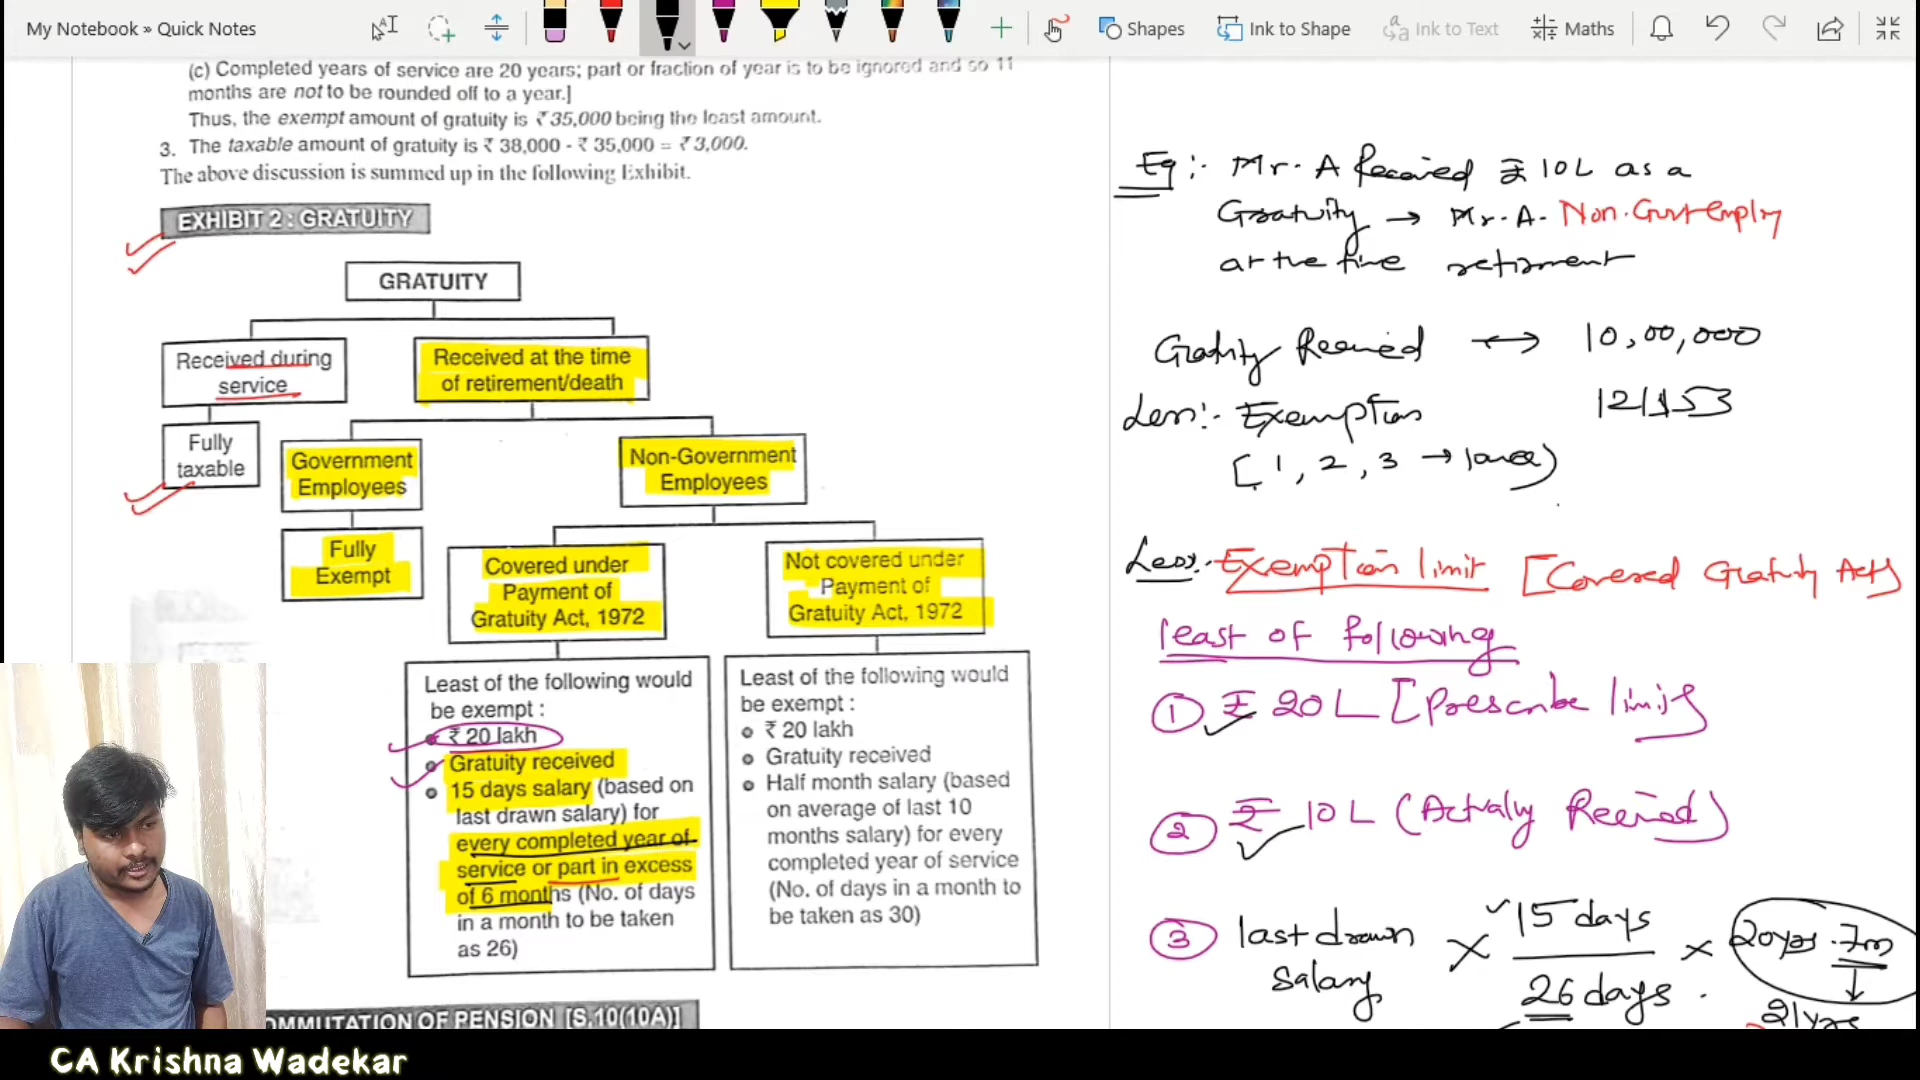 My Notebook » Quick Notes
Shapes
Ink to Shape
Ink to Text
Maths
(c) Completed years of service are 20 years; part or fraction of year is to be ignored and so 11
months are not to be rounded off to a year.]
Thus, the exempt amount of gratuity is ₹ 35,000 being the least amount.
3. The taxable amount of gratuity is ₹ 38,000 - ₹ 35,000 = ₹ 3,000.
The above discussion is summed up in the following Exhibit.
EXHIBIT 2 : GRATUITY
GRATUITY
Received during
service
Received at the time
of retirement/death
Fully
taxable
Government
Employees
Non-Government
Employees
Fully
Exempt
Covered under
Payment of
Gratuity Act, 1972
Not covered under
Payment of
Gratuity Act, 1972
Least of the following would
be exempt :
• ₹ 20 lakh
• Gratuity received
• 15 days salary (based on
last drawn salary) for
every completed year of
service or part in excess
of 6 months (No. of days
in a month to be taken
as 26)
Least of the following would
be exempt :
• ₹ 20 lakh
• Gratuity received
• Half month salary (based
on average of last 10
months salary) for every
completed year of service
(No. of days in a month to
be taken as 30)
OMMUTATION OF PENSION [S.10(10A)]
Eg :- Mr. A Received ₹ 10L as a
Gratuity → Mr. A.
at the time retirment
Gratuity Received ↔ 10,00,000
Less:- Exemption
[ 1, 2, 3 →
Less:- Exemption limit [Covered Gratuity Act]
least of following
① ₹ 20 L [Prescribe limit]
② ₹ 10 L (Actualy Received)
③ last drawn salary × 15 days / 26 days × 20yrs. 7m
↓
21yrs
CA Krishna Wadekar